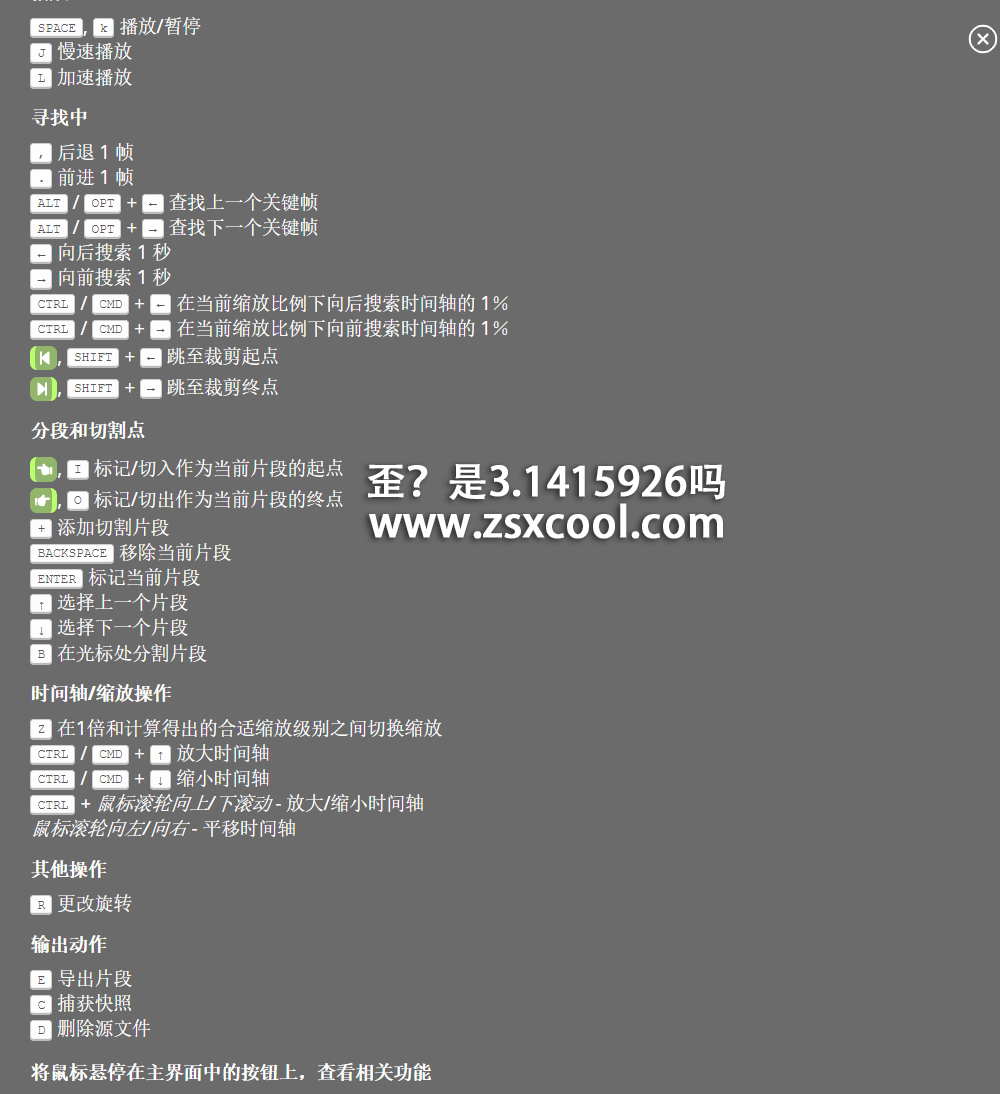 SPACE, k 播放/暂停
J 慢速播放
L 加速播放
寻找中
, 后退 1 帧
. 前进 1 帧
ALT / OPT + ← 查找上一个关键帧
ALT / OPT + → 查找下一个关键帧
← 向后搜索 1 秒
→ 向前搜索 1 秒
CTRL / CMD + ← 在当前缩放比例下向后搜索时间轴的 1%
CTRL / CMD + → 在当前缩放比例下向前搜索时间轴的 1%
, SHIFT + ← 跳至裁剪起点
, SHIFT + → 跳至裁剪终点
分段和切割点
, I 标记/切入作为当前片段的起点
, O 标记/切出作为当前片段的终点
歪？是3.1415926吗
www.zsxcool.com
+ 添加切割片段
BACKSPACE 移除当前片段
ENTER 标记当前片段
↑ 选择上一个片段
↓ 选择下一个片段
B 在光标处分割片段
时间轴/缩放操作
Z 在1倍和计算得出的合适缩放级别之间切换缩放
CTRL / CMD + ↑ 放大时间轴
CTRL / CMD + ↓ 缩小时间轴
CTRL + 鼠标滚轮向上/下滚动 - 放大/缩小时间轴
鼠标滚轮向左/向右 - 平移时间轴
其他操作
R 更改旋转
输出动作
E 导出片段
C 捕获快照
D 删除源文件
将鼠标悬停在主界面中的按钮上，查看相关功能